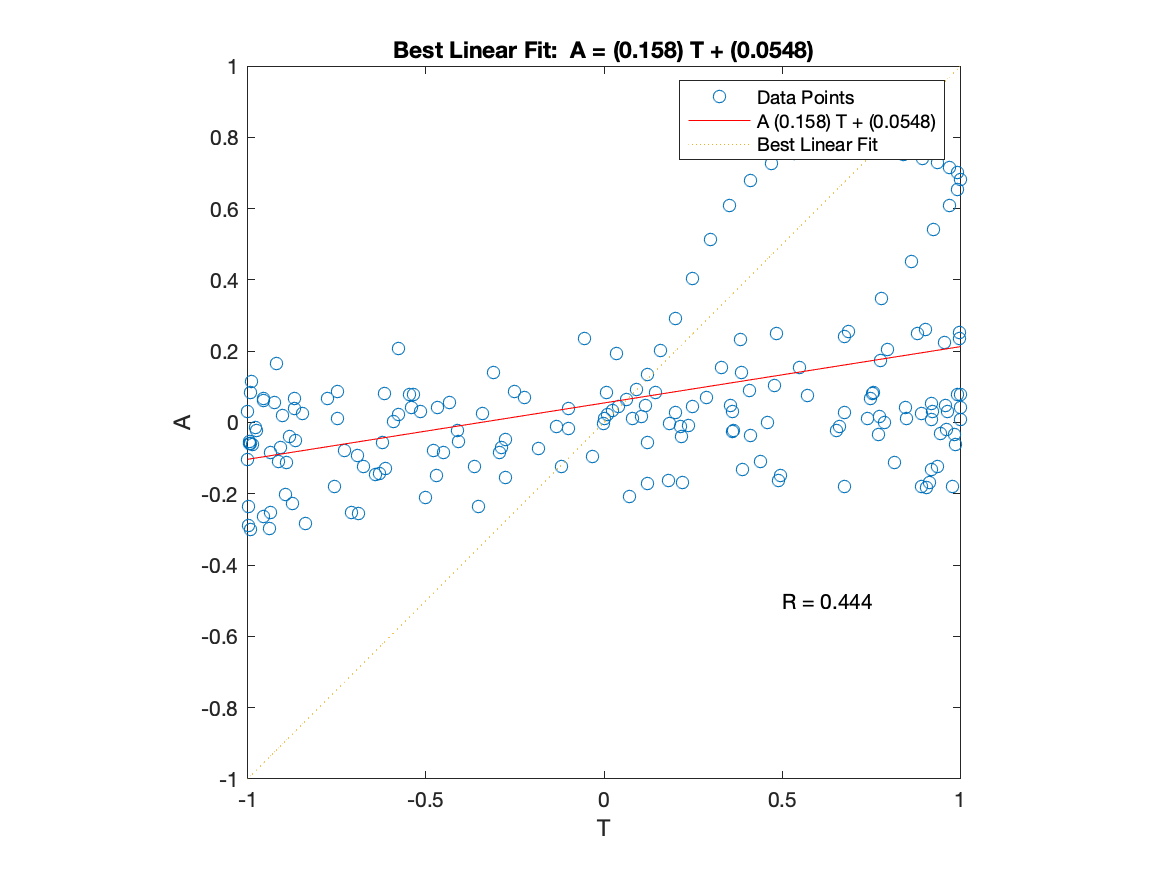 Best Linear Fit:  A = (0.158) T + (0.0548)
Data Points
A (0.158) T + (0.0548)
Best Linear Fit
1
0.8
0.6
0.4
0.2
0
-0.2
-0.4
-0.6
-0.8
-1
A
R = 0.444
-1
-0.5
0
0.5
1
T